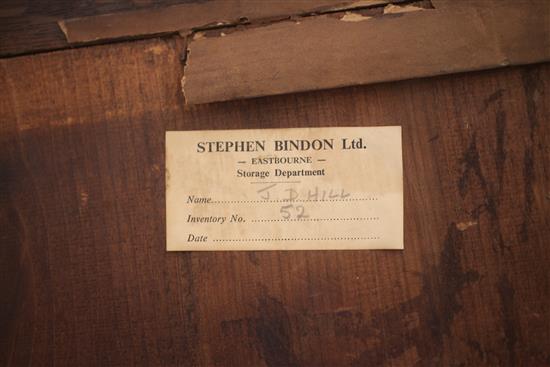 STEPHEN BINDON Ltd.
— EASTBOURNE —
Storage Department
Name J D HILL
Inventory No. 52
Date